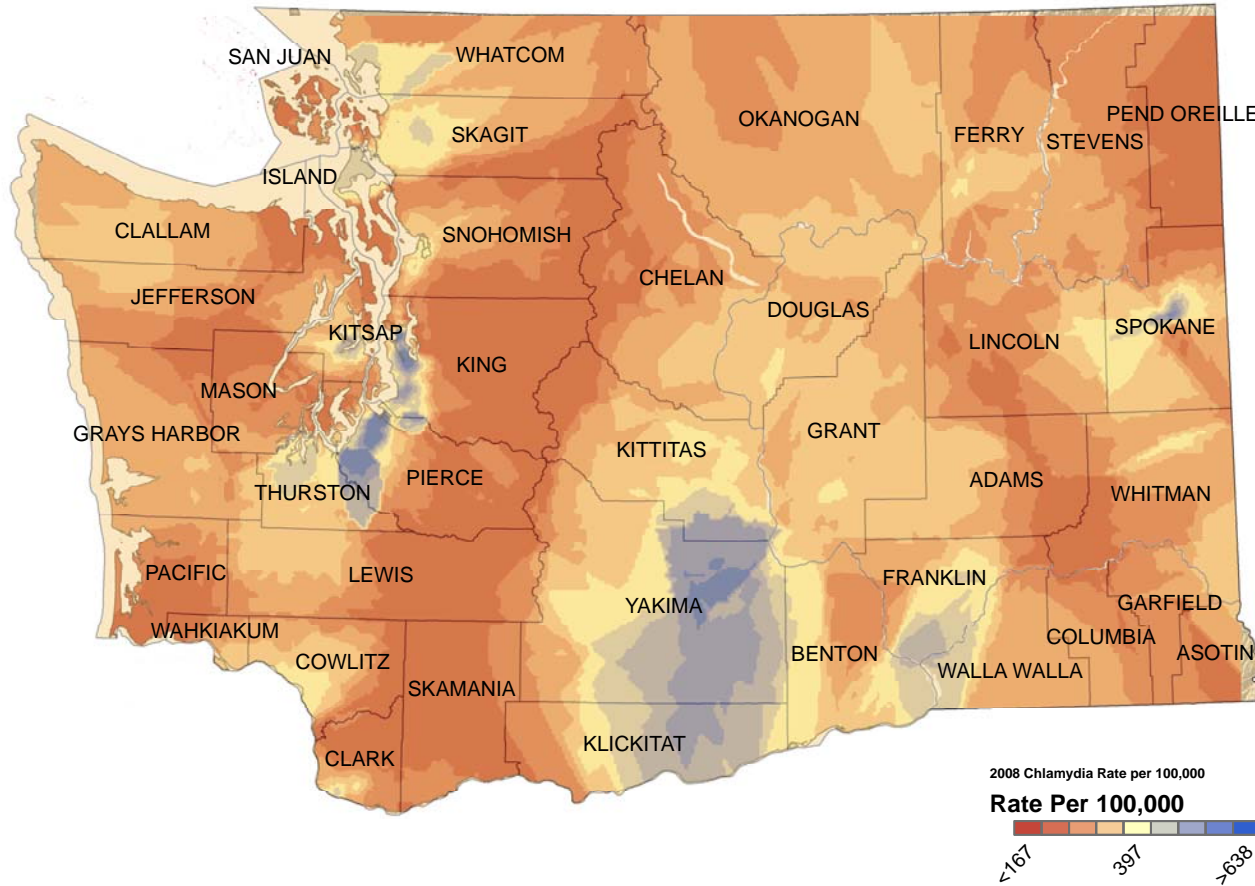 SAN JUAN
WHATCOM
SKAGIT
ISLAND
OKANOGAN
FERRY
STEVENS
PEND OREILLE
CLALLAM
SNOHOMISH
JEFFERSON
CHELAN
DOUGLAS
KITSAP
KING
LINCOLN
SPOKANE
MASON
GRAYS HARBOR
KITTITAS
GRANT
THURSTON
PIERCE
ADAMS
WHITMAN
PACIFIC
LEWIS
YAKIMA
FRANKLIN
GARFIELD
WAHKIAKUM
COWLITZ
BENTON
COLUMBIA
ASOTIN
WALLA WALLA
SKAMANIA
KLICKITAT
CLARK
2008 Chlamydia Rate per 100,000
Rate Per 100,000
<167
397
>638